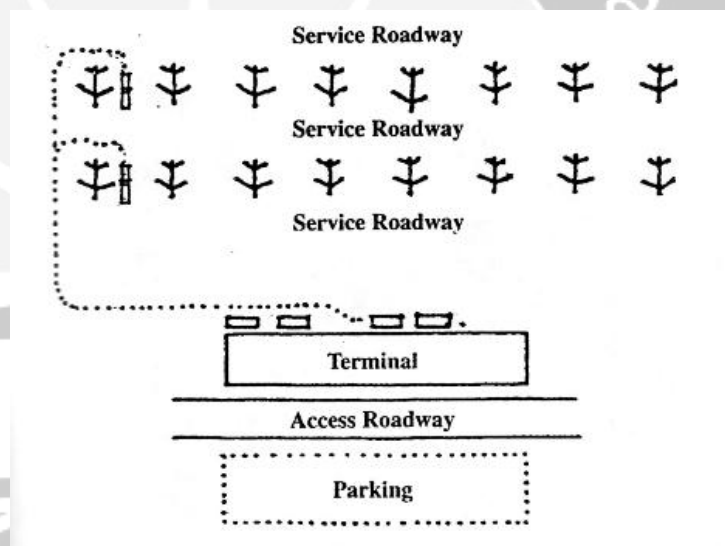 Service Roadway
Service Roadway
Service Roadway
Terminal
Access Roadway
Parking